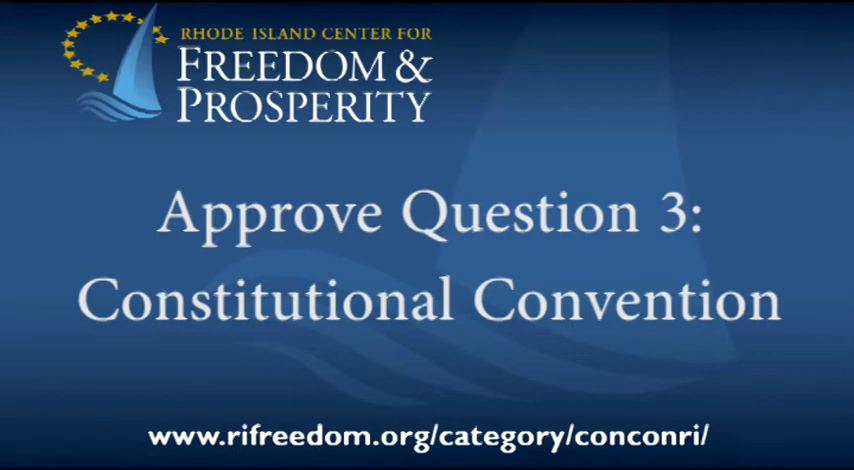 RHODE ISLAND CENTER FOR
FREEDOM &
PROSPERITY
Approve Question 3:
Constitutional Convention
www.rifreedom.org/category/conconri/